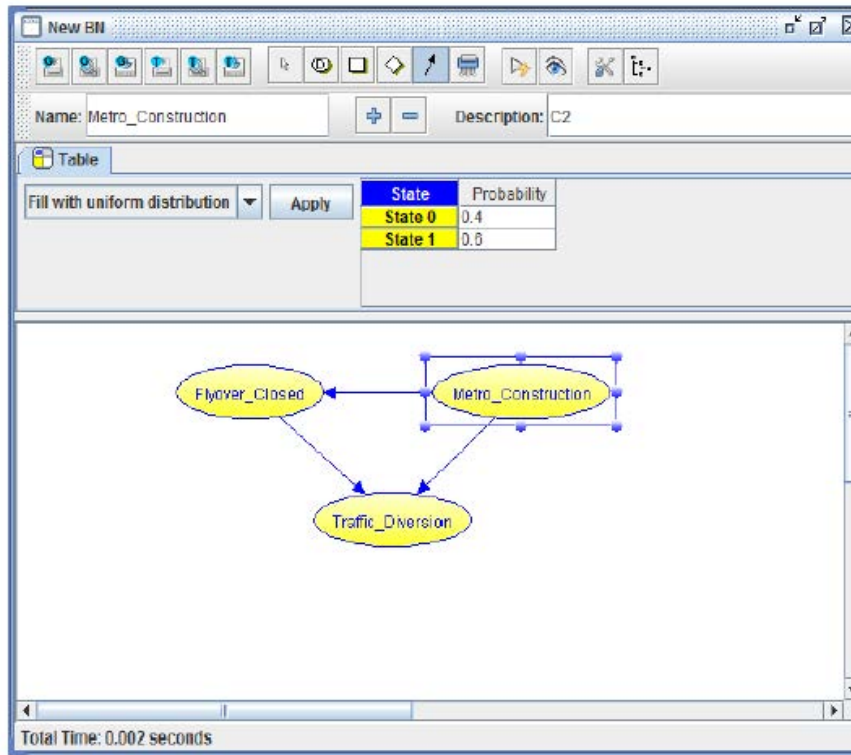 New BN
Name: Metro_Construction Description: C2
Table
Fill with uniform distribution Apply
State Probability
State 0 0.4
State 1 0.6
Flyover_Closed Metro_Construction
Traffic_Diversion
Total Time: 0.002 seconds